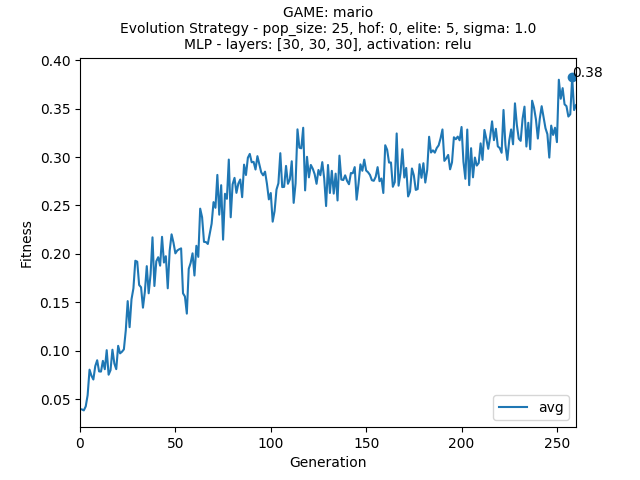 GAME: mario
Evolution Strategy - pop_size: 25, hof: 0, elite: 5, sigma: 1.0
MLP - layers: [30, 30, 30], activation: relu
0.40
0.38
0.35
0.30
0.25
0.20
0.15
0.10
0.05
Fitness
avg
0 50 100 150 200 250
Generation